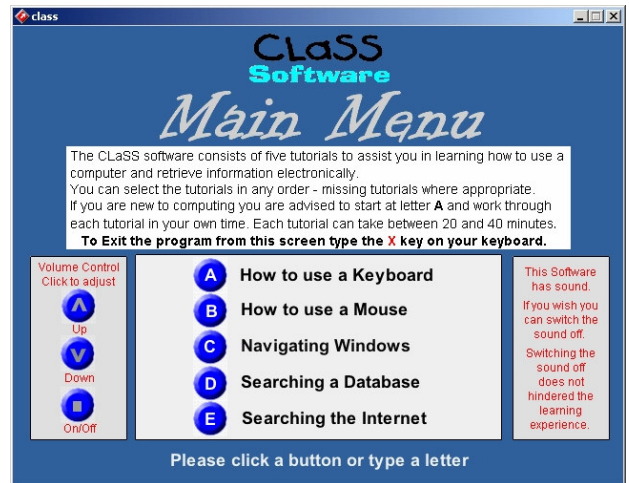 class
CLaSS
Software
Main Menu
The CLaSS software consists of five tutorials to assist you in learning how to use a
computer and retrieve information electronically.
You can select the tutorials in any order - missing tutorials where appropriate.
If you are new to computing you are advised to start at letter A and work through
each tutorial in your own time. Each tutorial can take between 20 and 40 minutes.
To Exit the program from this screen type the X key on your keyboard.
Volume Control
Click to adjust
Up
Down
On/Off
A How to use a Keyboard
B How to use a Mouse
C Navigating Windows
D Searching a Database
E Searching the Internet
This Software
has sound.
If you wish you
can switch the
sound off.
Switching the
sound off
does not
hindered the
learning
experience.
Please click a button or type a letter